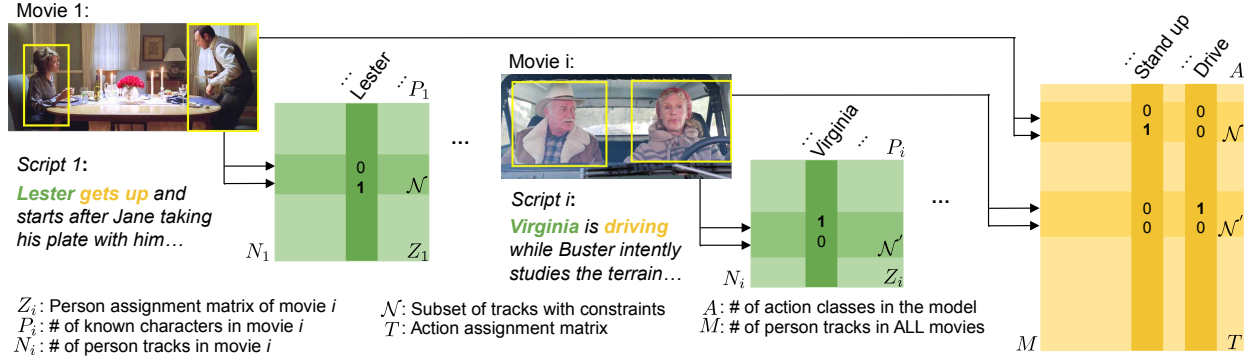 Movie 1:
Script 1:
Lester gets up and
starts after Jane taking
his plate with him…
… Lester …
P₁
0
1
𝒩
N₁
Z₁
...
Movie i:
Script i:
Virginia is driving
while Buster intently
studies the terrain…
… Virginia …
Pᵢ
1
0
𝒩′
Nᵢ
Zᵢ
...
… Stand up … Drive
A
0 0
1 0
𝒩
0 1
0 0
𝒩′
M
T
Zᵢ: Person assignment matrix of movie i
Pᵢ: # of known characters in movie i
Nᵢ: # of person tracks in movie i
𝒩: Subset of tracks with constraints
T: Action assignment matrix
A: # of action classes in the model
M: # of person tracks in ALL movies